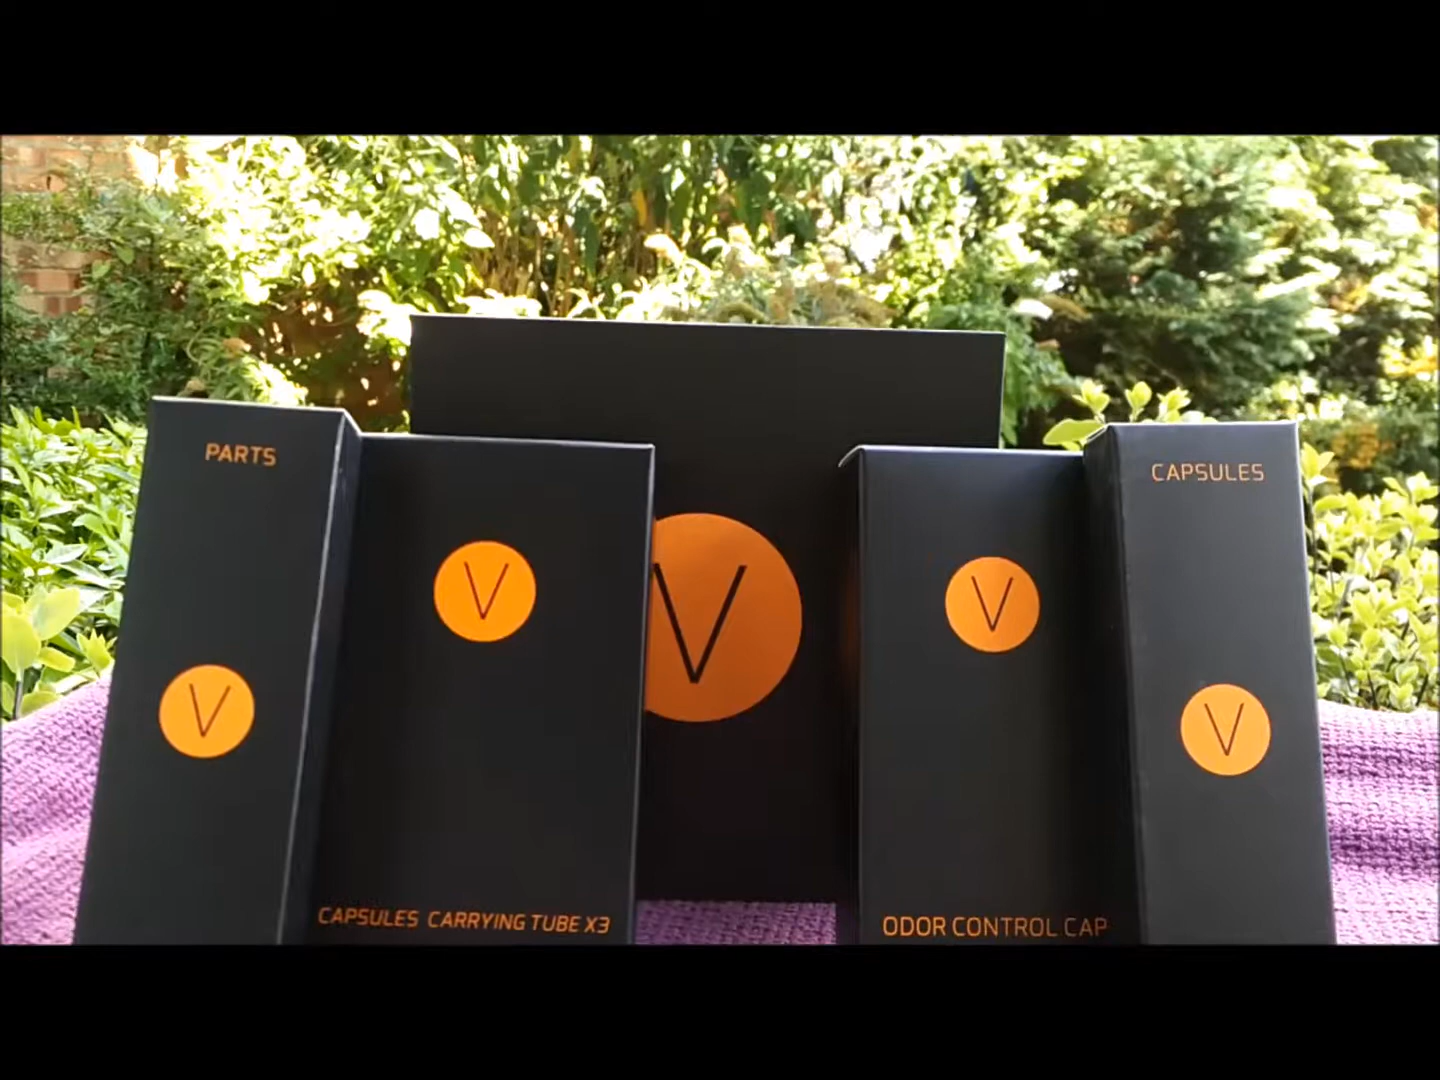 PARTS
V
V
CAPSULES CARRYING TUBE X3
V
V
ODOR CONTROL CAP
CAPSULES
V